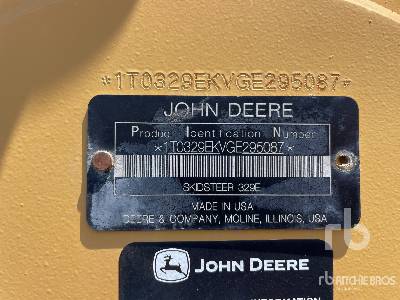 *1T0329EKVGE295087*
JOHN DEERE
Product Identification Number
*1T0329EKVGE295087*
SKIDSTEER 329E
MADE IN USA
DEERE & COMPANY, MOLINE, ILLINOIS, USA
JOHN DEERE
rb
ritchie Bros